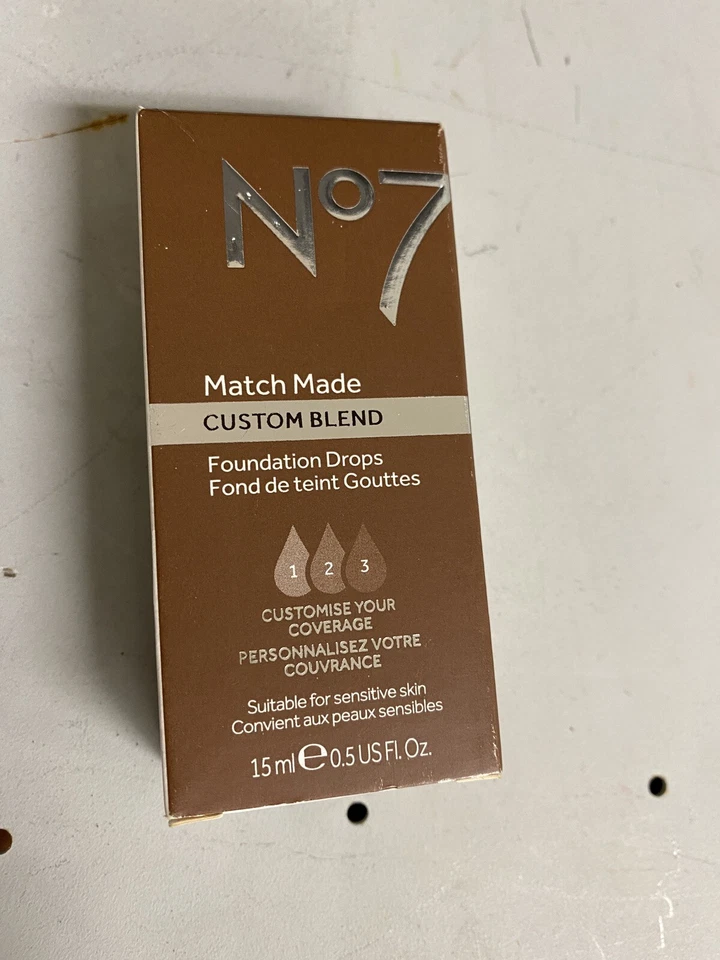 No7
Match Made
CUSTOM BLEND
Foundation Drops
Fond de teint Gouttes
1 2 3
CUSTOMISE YOUR
COVERAGE
PERSONNALISEZ VOTRE
COUVRANCE
Suitable for sensitive skin
Convient aux peaux sensibles
15 ml e 0.5 US Fl. Oz.